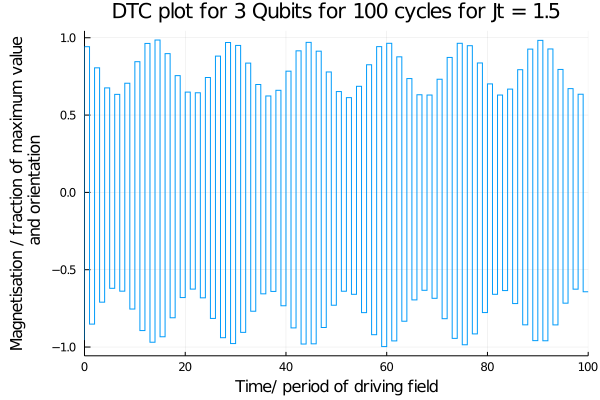 DTC plot for 3 Qubits for 100 cycles for Jt = 1.5
Magnetisation / fraction of maximum value
and orientation
1.0
0.5
0.0
−0.5
−1.0
0 20 40 60 80 100
Time/ period of driving field